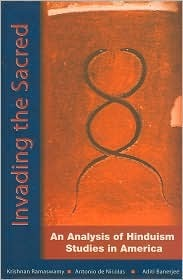 Invading the Sacred
An Analysis of Hinduism
Studies in America
Krishnan Ramaswamy • Antonio de Nicolas • Aditi Banerjee